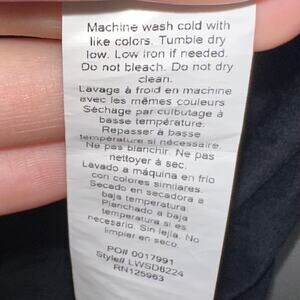 Machine wash cold with
like colors. Tumble dry
low. Low iron if needed.
Do not bleach. Do not dry
clean.
Lavage à froid en machine
avec les mêmes couleurs
Séchage par culbutage à
basse température.
Repasser à basse
température si nécessaire.
Ne pas blanchir. Ne pas
nettoyer à sec.
Lavado a máquina en frío
con colores similares.
Secado en secadora a
baja temperatura.
Planchado a baja
temperatura si es
necesario. Sin lejía. No
limpiar en seco.
PO# 0017991
Style# LWSD6224
RN125963